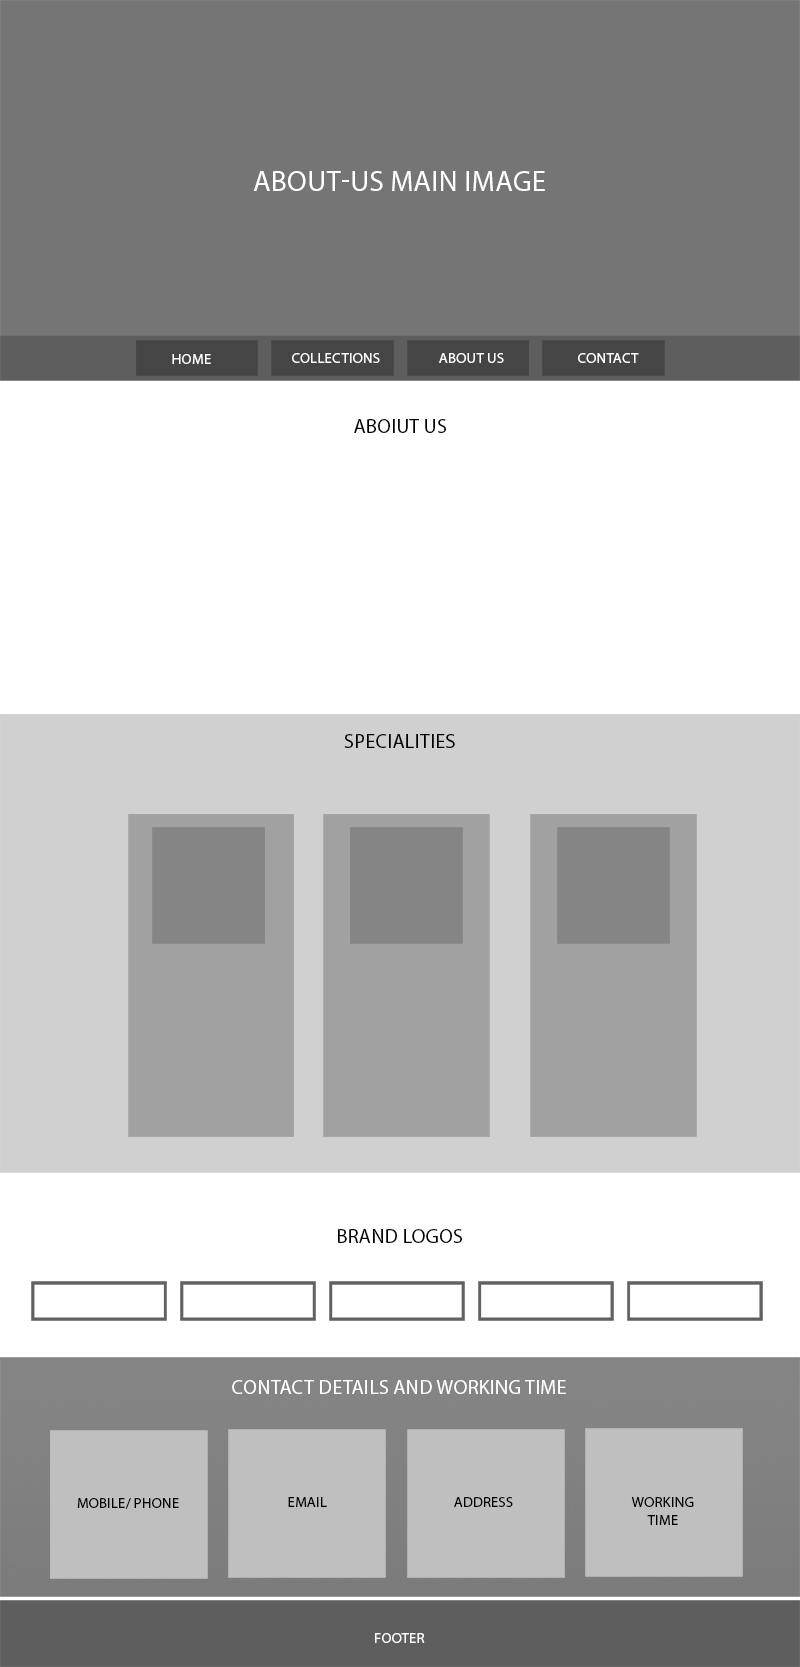 ABOUT-US MAIN IMAGE
HOME COLLECTIONS ABOUT US CONTACT
ABOIUT US
SPECIALITIES
BRAND LOGOS
CONTACT DETAILS AND WORKING TIME
MOBILE/ PHONE EMAIL ADDRESS WORKING
TIME
FOOTER